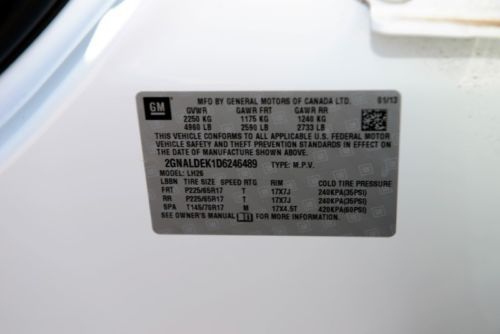 GM
MFD BY GENERAL MOTORS OF CANADA LTD. 01/13
GVWR GAWR FRT GAWR RR
2250 KG 1175 KG 1240 KG
4960 LB 2590 LB 2733 LB
THIS VEHICLE CONFORMS TO ALL APPLICABLE U.S. FEDERAL MOTOR
VEHICLE SAFETY AND THEFT PREVENTION STANDARDS IN EFFECT ON
THE DATE OF MANUFACTURE SHOWN ABOVE.
2GNALDEK1D6246489 TYPE: M.P.V.
MODEL: LH26
LBBN TIRE SIZE SPEED RTG RIM COLD TIRE PRESSURE
FRT P225/65R17 T 17X7J 240KPA(35PSI)
RR P225/65R17 T 17X7J 240KPA(35PSI)
SPA T145/70R17 M 17X4.5T 420KPA(60PSI)
SEE OWNER'S MANUAL FOR MORE INFORMATION.